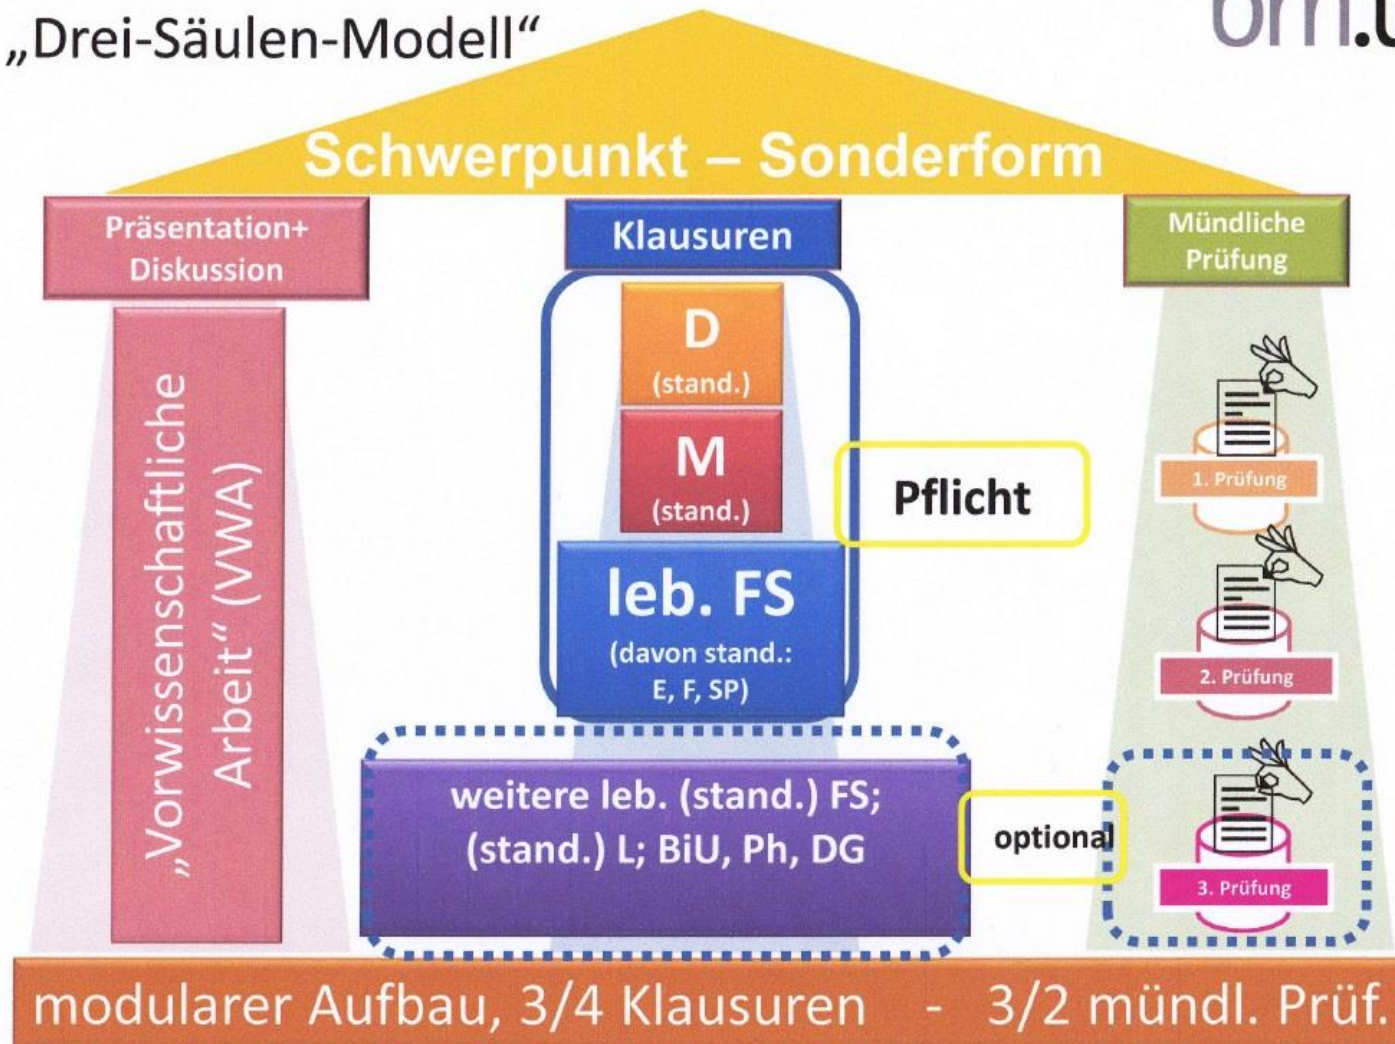 „Drei-Säulen-Modell“
bm.u
Schwerpunkt – Sonderform
Präsentation+
Diskussion
„Vorwissenschaftliche
Arbeit“ (VWA)
Klausuren
D
(stand.)
M
(stand.)
leb. FS
(davon stand.:
E, F, SP)
Pflicht
weitere leb. (stand.) FS;
(stand.) L; BiU, Ph, DG
optional
Mündliche
Prüfung
1. Prüfung
2. Prüfung
3. Prüfung
modularer Aufbau, 3/4 Klausuren - 3/2 mündl. Prüf.